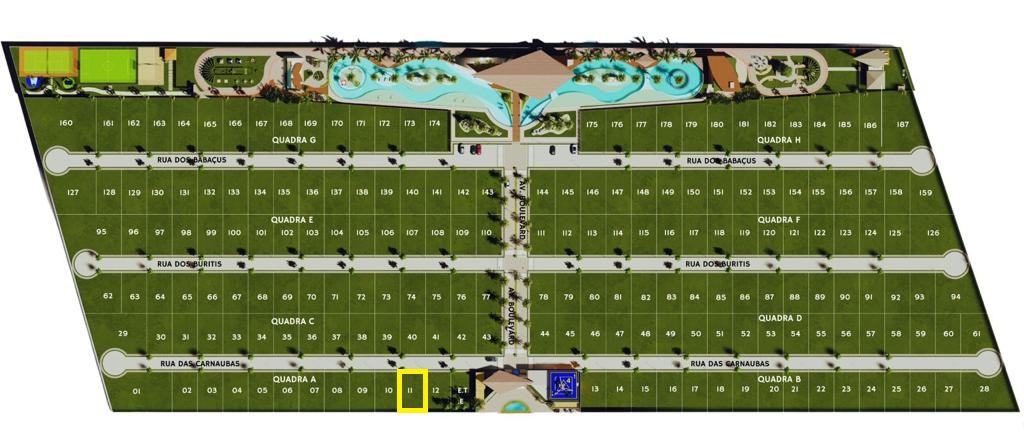 160 161 162 163 164 165 166 167 168 169 170 171 172 173 174 175 176 177 178 179 180 181 182 183 184 185 186 187
QUADRA G QUADRA H
RUA DOS BABAÇUS RUA DOS BABAÇUS
127 128 129 130 131 132 133 134 135 136 137 138 139 140 141 142 143 144 145 146 147 148 149 150 151 152 153 154 155 156 157 158 159
AV. BOULEVARD
QUADRA E QUADRA F
95 96 97 98 99 100 101 102 103 104 105 106 107 108 109 110 111 112 113 114 115 116 117 118 119 120 121 122 123 124 125 126
RUA DOS BURITIS RUA DOS BURITIS
62 63 64 65 66 67 68 69 70 71 72 73 74 75 76 77 78 79 80 81 82 83 84 85 86 87 88 89 90 91 92 93 94
AV. BOULEVARD
QUADRA C QUADRA D
29 30 31 32 33 34 35 36 37 38 39 40 41 42 43 44 45 46 47 48 49 50 51 52 53 54 55 56 57 58 59 60 61
RUA DAS CARNAUBAS RUA DAS CARNAUBAS
QUADRA A QUADRA B
01 02 03 04 05 06 07 08 09 10 11 12 E.T E 13 14 15 16 17 18 19 20 21 22 23 24 25 26 27 28